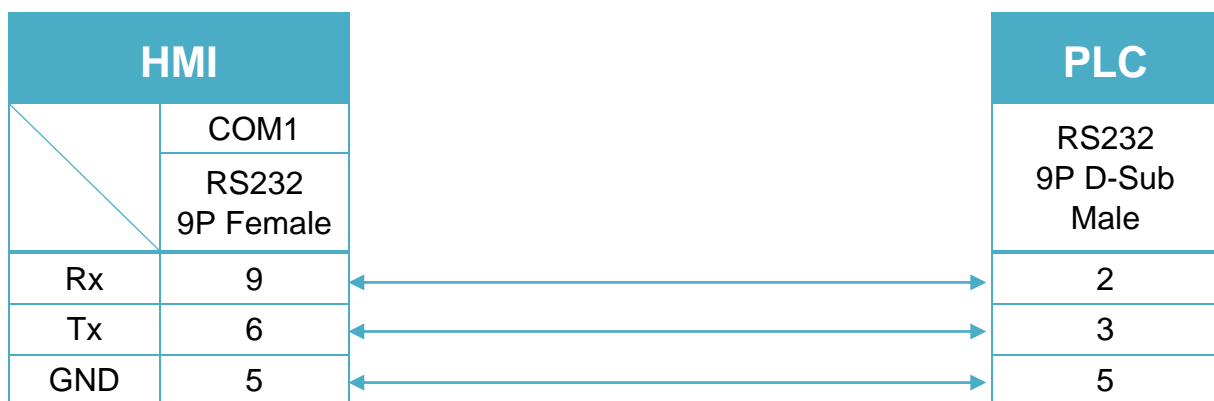 HMI PLC
COM1
RS232
9P Female
RS232
9P D-Sub
Male
Rx 9 2
Tx 6 3
GND 5 5